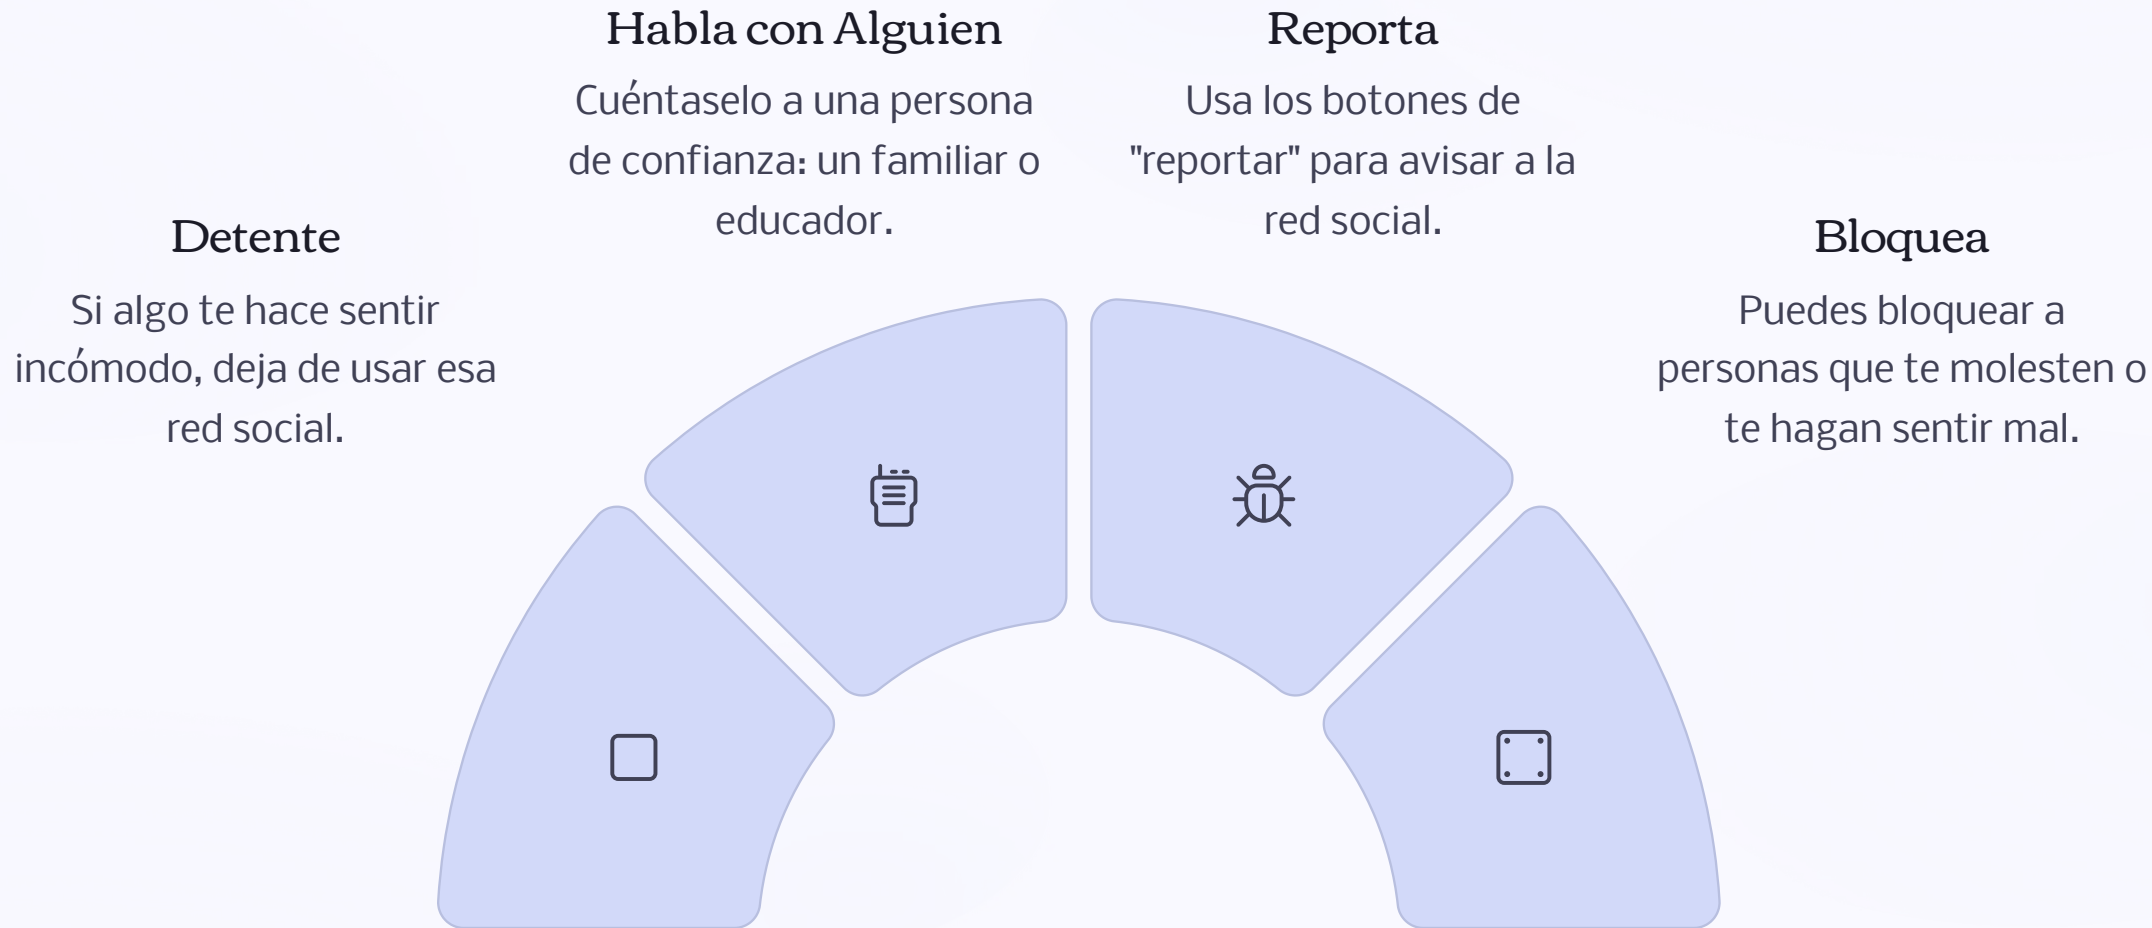 Detente
Si algo te hace sentir
incómodo, deja de usar esa
red social.
Habla con Alguien
Cuéntaselo a una persona
de confianza: un familiar o
educador.
Reporta
Usa los botones de
"reportar" para avisar a la
red social.
Bloquea
Puedes bloquear a
personas que te molesten o
te hagan sentir mal.